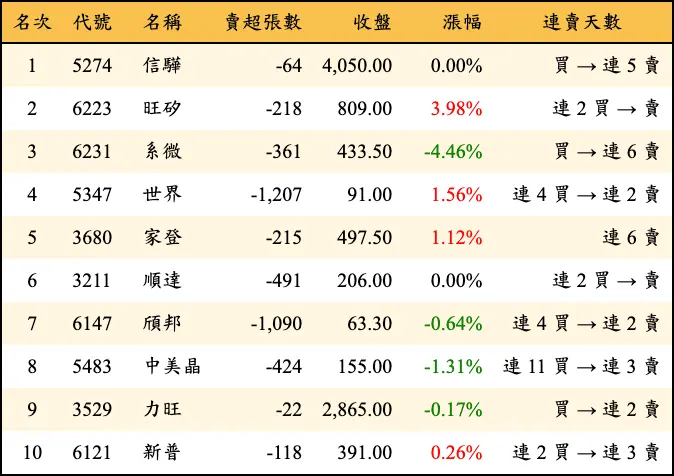 名次 代號 名稱 賣超張數 收盤 漲幅 連賣天數
1 5274 信驊 -64 4,050.00 0.00% 買 → 連 5 賣
2 6223 旺矽 -218 809.00 3.98% 連 2 買 → 賣
3 6231 系微 -361 433.50 -4.46% 買 → 連 6 賣
4 5347 世界 -1,207 91.00 1.56% 連 4 買 → 連 2 賣
5 3680 家登 -215 497.50 1.12% 連 6 賣
6 3211 順達 -491 206.00 0.00% 連 2 買 → 賣
7 6147 頎邦 -1,090 63.30 -0.64% 連 4 買 → 連 2 賣
8 5483 中美晶 -424 155.00 -1.31% 連 11 買 → 連 3 賣
9 3529 力旺 -22 2,865.00 -0.17% 買 → 連 2 賣
10 6121 新普 -118 391.00 0.26% 連 2 買 → 連 3 賣